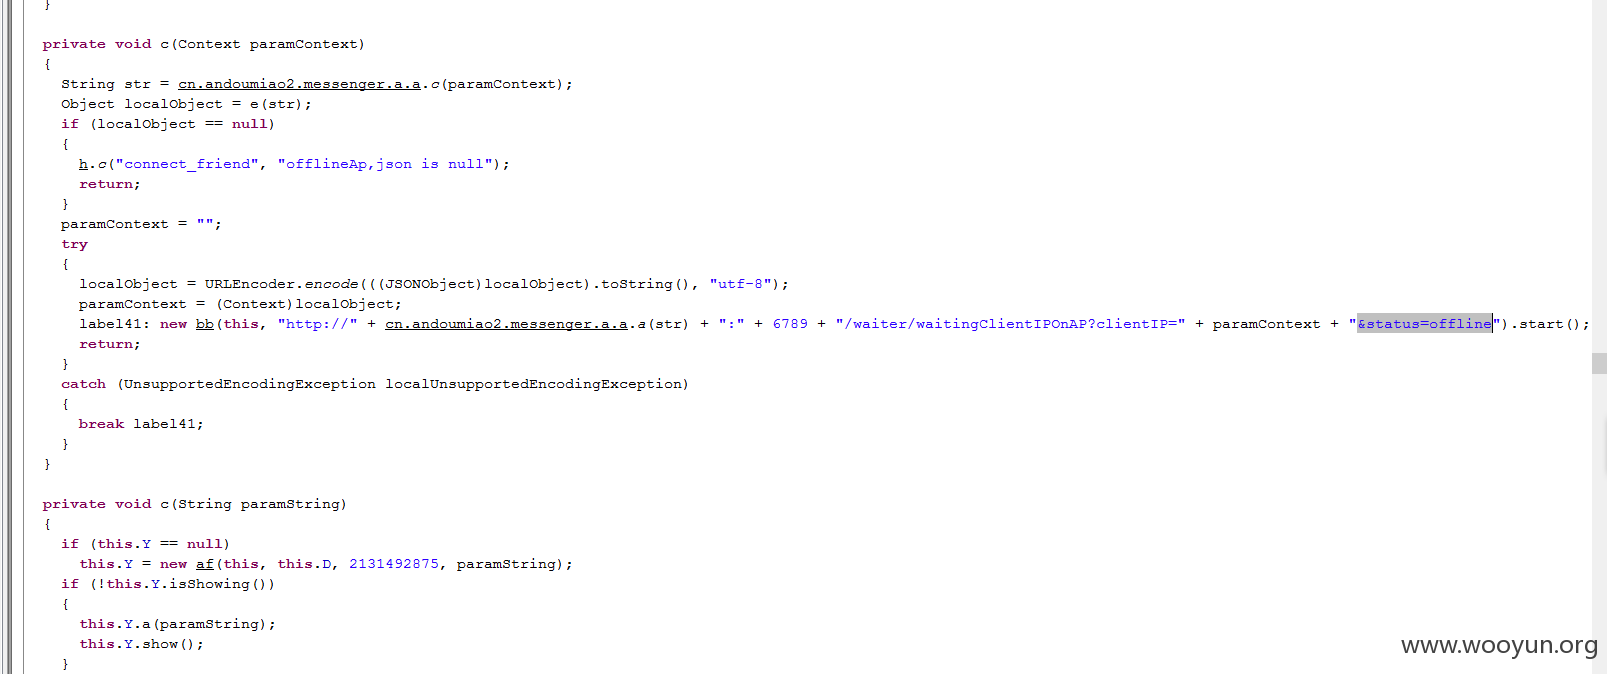 }
private void c(Context paramContext)
{
String str = cn.andoumiao2.messenger.a.a.c(paramContext);
Object localObject = e(str);
if (localObject == null)
{
h.c("connect_friend", "offlineAp,json is null");
return;
}
paramContext = "";
try
{
localObject = URLEncoder.encode(((JSONObject)localObject).toString(), "utf-8");
paramContext = (Context)localObject;
label41: new bb(this, "http://" + cn.andoumiao2.messenger.a.a.a(str) + ":" + 6789 + "/waiter/waitingClientIPOnAP?clientIP=" + paramContext + "&status=offline").start();
return;
}
catch (UnsupportedEncodingException localUnsupportedEncodingException)
{
break label41;
}
}
private void c(String paramString)
{
if (this.Y == null)
this.Y = new af(this, this.D, 2131492875, paramString);
if (!this.Y.isShowing())
{
this.Y.a(paramString);
this.Y.show();
}
www.wooyun.org